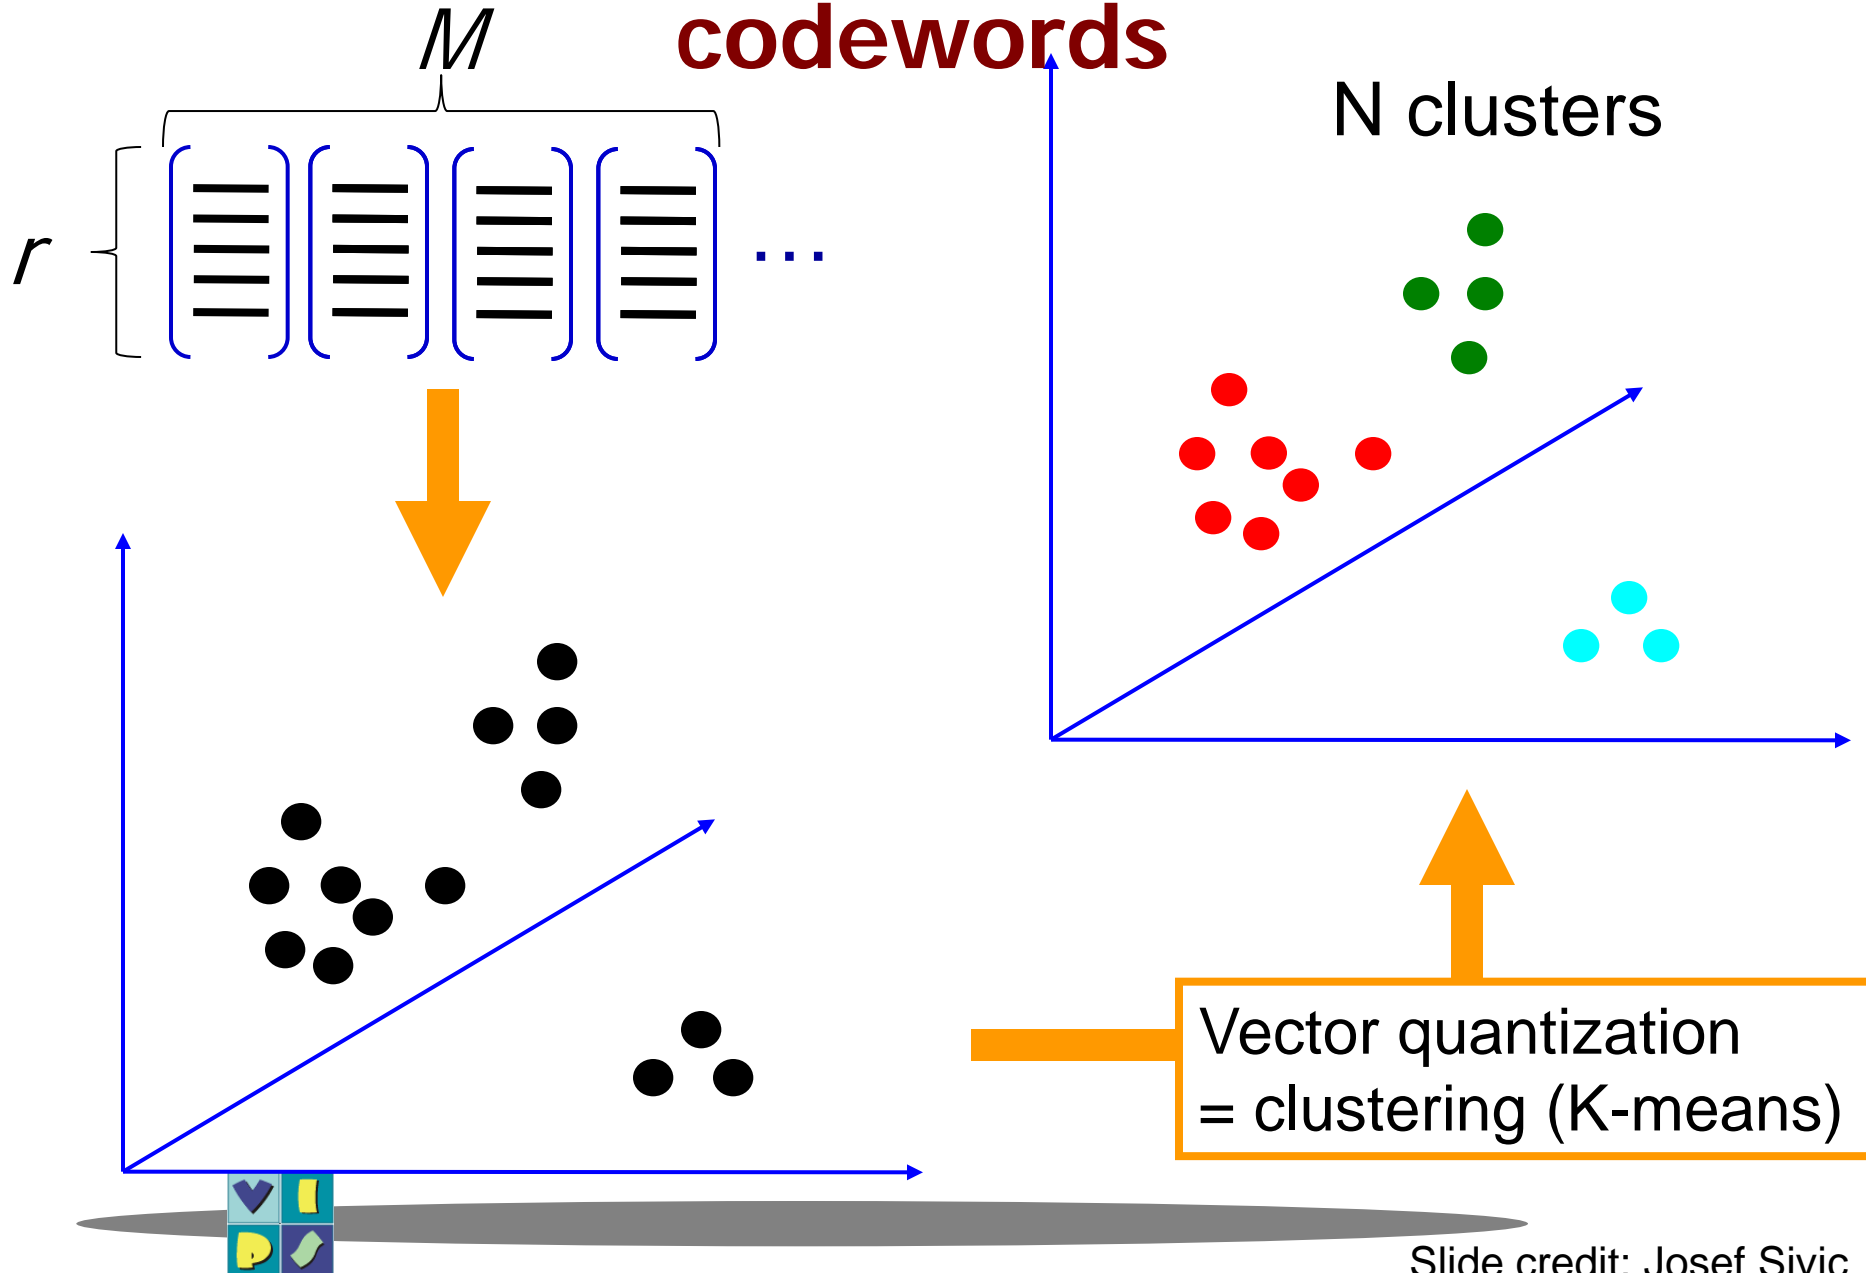 codewords
M
N clusters
r
...
Vector quantization
= clustering (K-means)
V I
P S
Slide credit: Josef Sivic